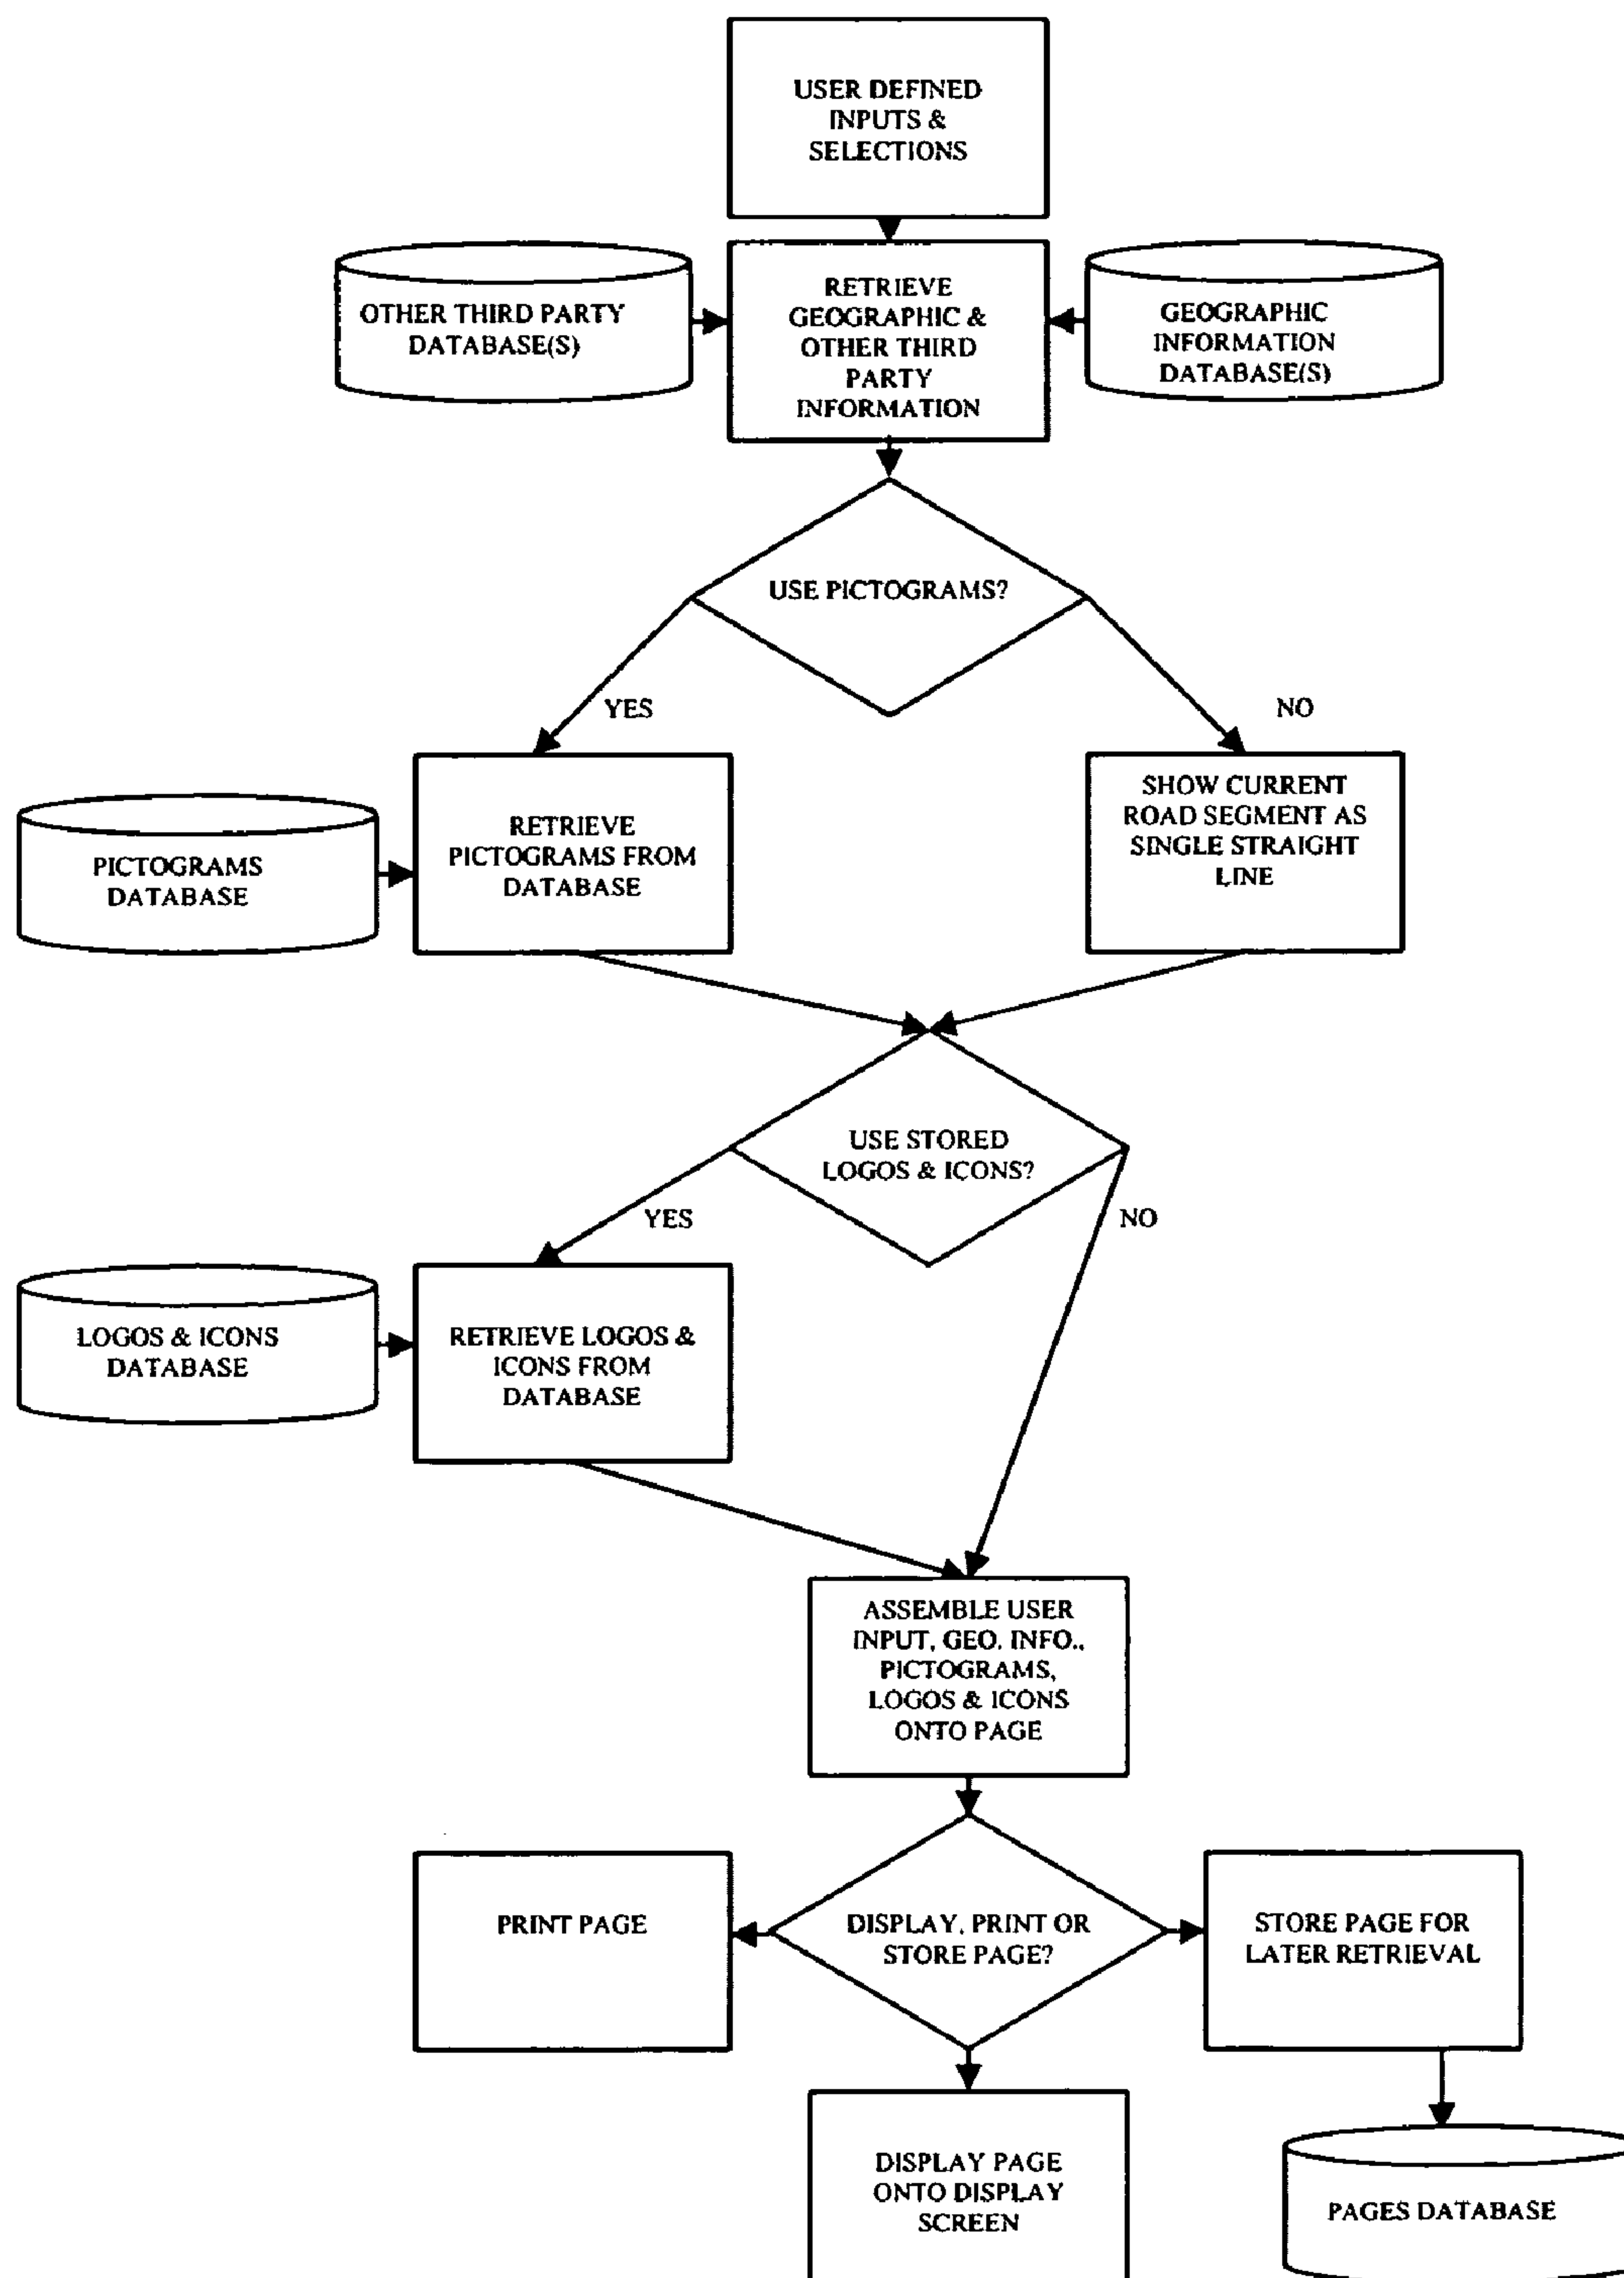 USER DEFINED
INPUTS &
SELECTIONS
OTHER THIRD PARTY
DATABASE(S)
RETRIEVE
GEOGRAPHIC &
OTHER THIRD
PARTY
INFORMATION
GEOGRAPHIC
INFORMATION
DATABASE(S)
USE PICTOGRAMS?
YES
NO
PICTOGRAMS
DATABASE
RETRIEVE
PICTOGRAMS FROM
DATABASE
SHOW CURRENT
ROAD SEGMENT AS
SINGLE STRAIGHT
LINE
USE STORED
LOGOS & ICONS?
YES
NO
LOGOS & ICONS
DATABASE
RETRIEVE LOGOS &
ICONS FROM
DATABASE
ASSEMBLE USER
INPUT, GEO. INFO.,
PICTOGRAMS,
LOGOS & ICONS
ONTO PAGE
PRINT PAGE
DISPLAY, PRINT OR
STORE PAGE?
STORE PAGE FOR
LATER RETRIEVAL
DISPLAY PAGE
ONTO DISPLAY
SCREEN
PAGES DATABASE